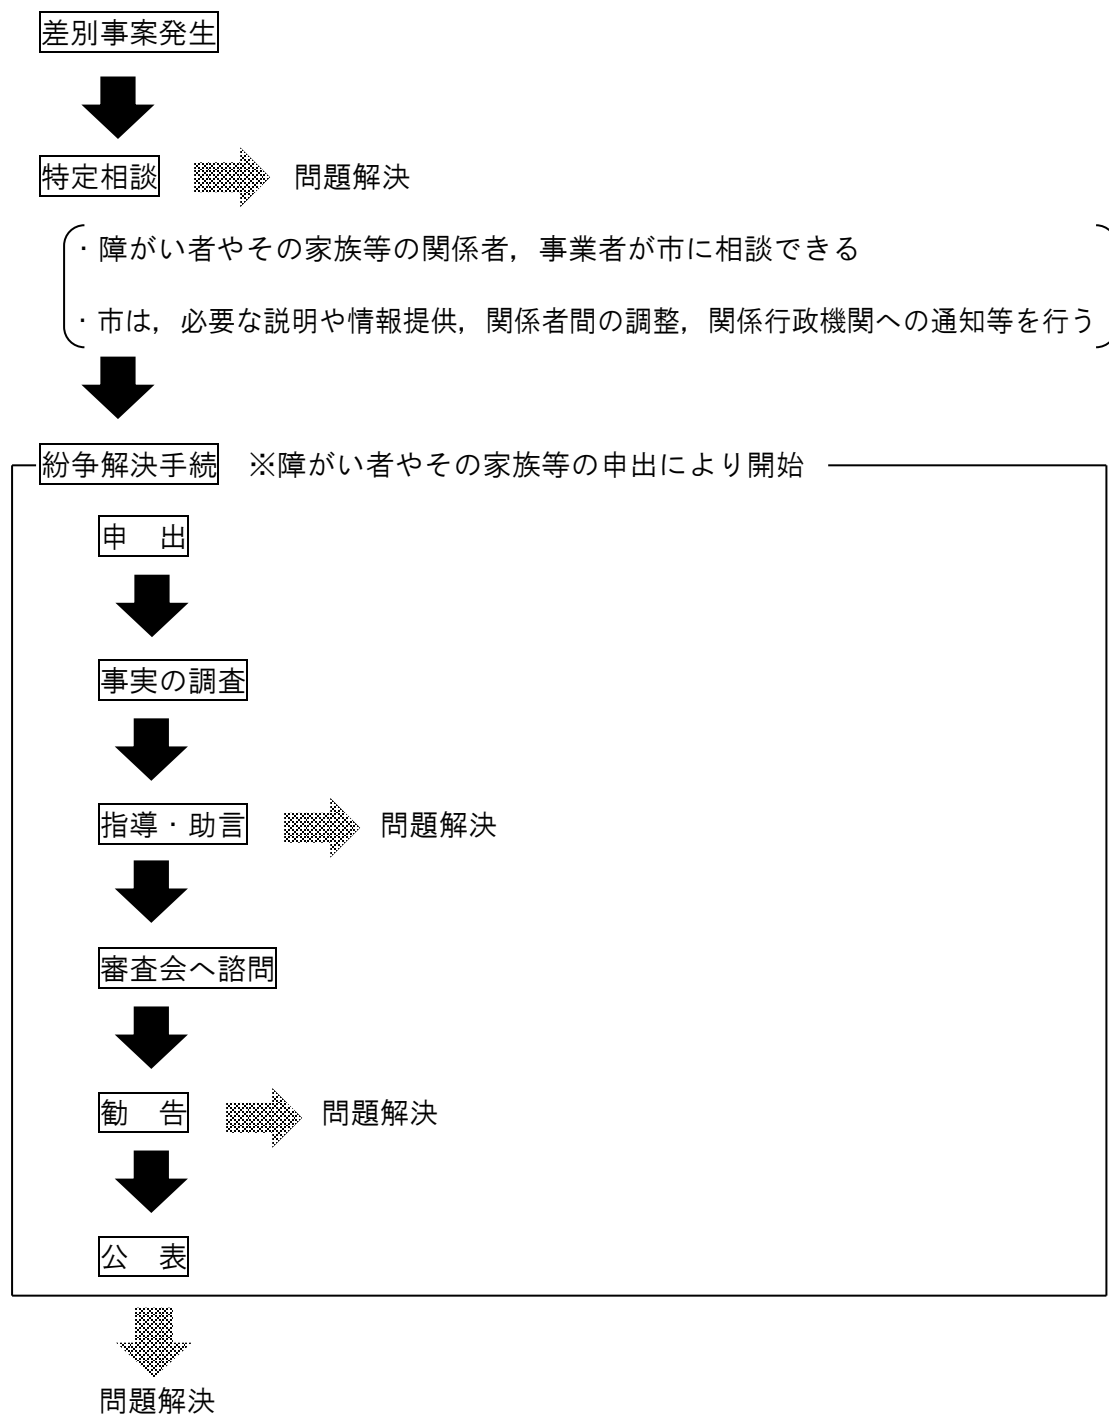 差別事案発生
特定相談　問題解決
・障がい者やその家族等の関係者，事業者が市に相談できる
・市は，必要な説明や情報提供，関係者間の調整，関係行政機関への通知等を行う
紛争解決手続　※障がい者やその家族等の申出により開始
申　出
事実の調査
指導・助言　問題解決
審査会へ諮問
勧　告　問題解決
公　表
問題解決